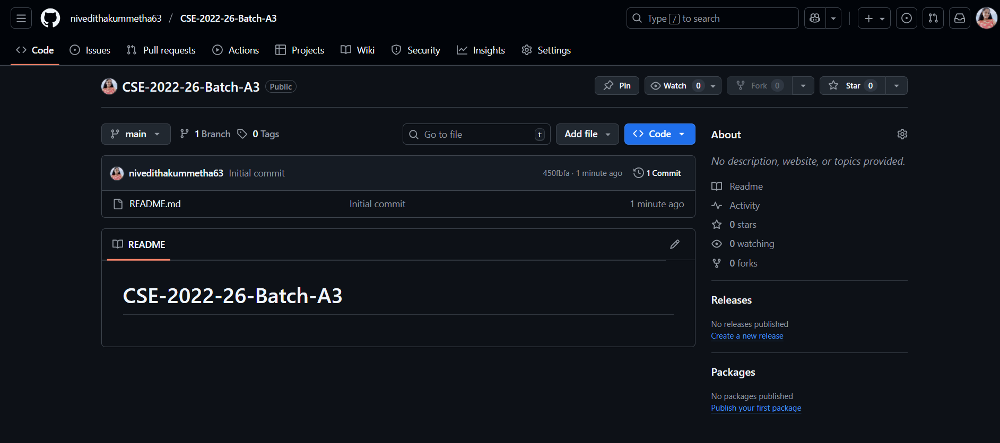 nivedithakummetha63 / CSE-2022-26-Batch-A3
Type / to search
Code Issues Pull requests Actions Projects Wiki Security Insights Settings
CSE-2022-26-Batch-A3 Public
Pin Watch 0 Fork 0 Star 0
main 1 Branch 0 Tags
Go to file t Add file Code
nivedithakummetha63 Initial commit 450fbfa · 1 minute ago 1 Commit
README.md Initial commit 1 minute ago
README
CSE-2022-26-Batch-A3
About
No description, website, or topics provided.
Readme
Activity
0 stars
0 watching
0 forks
Releases
No releases published
Create a new release
Packages
No packages published
Publish your first package